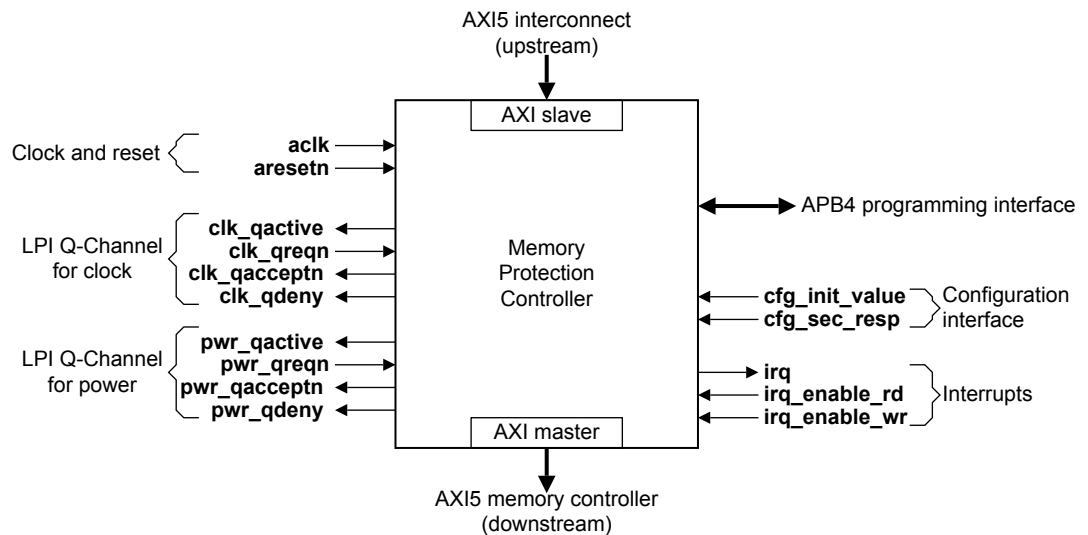 AXI5 interconnect
(upstream)
AXI slave
Clock and reset
aclk
aresetn
LPI Q-Channel
for clock
clk_qactive
clk_qreqn
clk_qacceptn
clk_qdeny
LPI Q-Channel
for power
pwr_qactive
pwr_qreqn
pwr_qacceptn
pwr_qdeny
Memory
Protection
Controller
APB4 programming interface
cfg_init_value
cfg_sec_resp
Configuration
interface
irq
irq_enable_rd
irq_enable_wr
Interrupts
AXI master
AXI5 memory controller
(downstream)